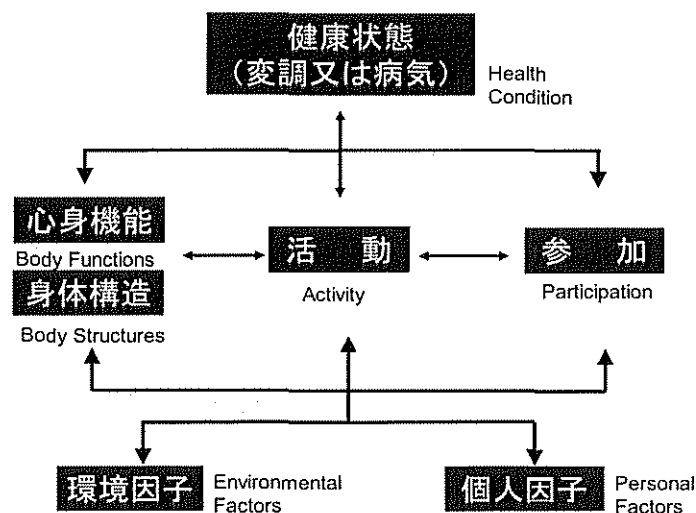 健康状態
(変調又は病気)
Health
Condition
心身機能
Body Functions
身体構造
Body Structures
活 動
Activity
参 加
Participation
環境因子
Environmental
Factors
個人因子
Personal
Factors